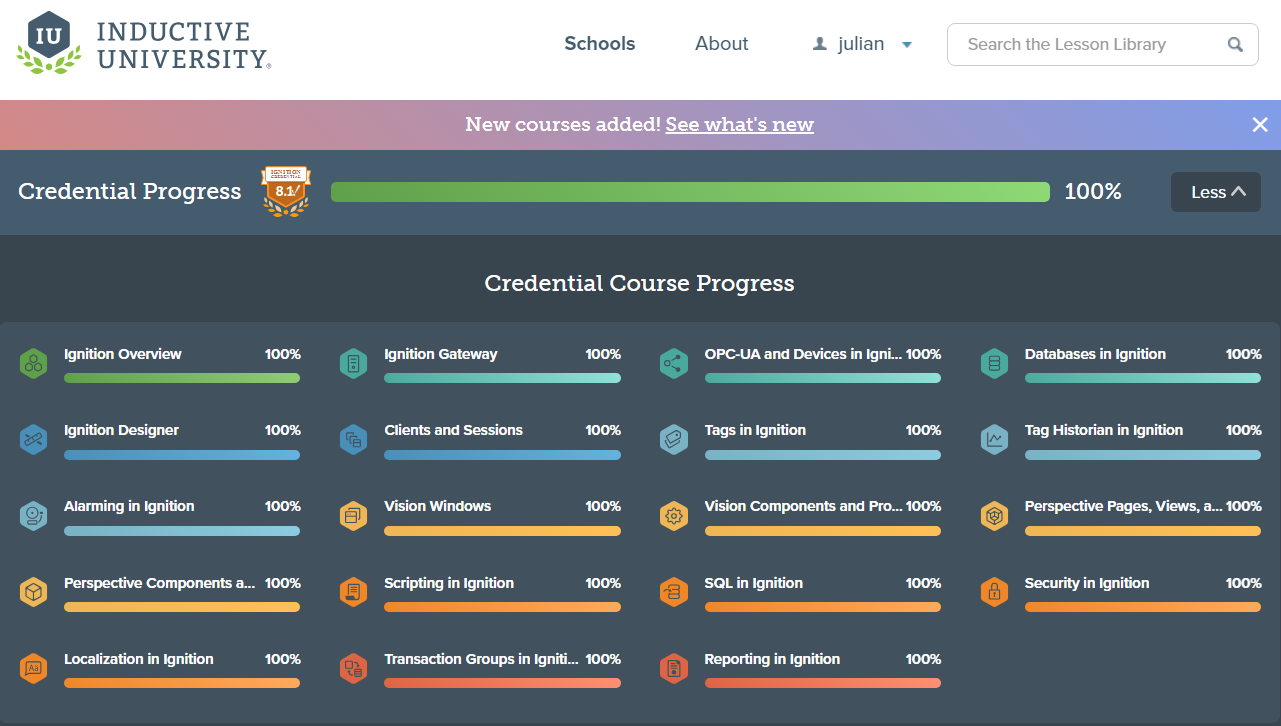 IU
INDUCTIVE
UNIVERSITY®
Schools
About
julian
Search the Lesson Library
New courses added! See what's new
Credential Progress
IGNITION
CREDENTIAL
8.1
100%
Less
Credential Course Progress
Ignition Overview 100%
Ignition Gateway 100%
OPC-UA and Devices in Igni... 100%
Databases in Ignition 100%
Ignition Designer 100%
Clients and Sessions 100%
Tags in Ignition 100%
Tag Historian in Ignition 100%
Alarming in Ignition 100%
Vision Windows 100%
Vision Components and Pro... 100%
Perspective Pages, Views, a... 100%
Perspective Components a... 100%
Scripting in Ignition 100%
SQL in Ignition 100%
Security in Ignition 100%
Aä
Localization in Ignition 100%
Transaction Groups in Igniti... 100%
Reporting in Ignition 100%